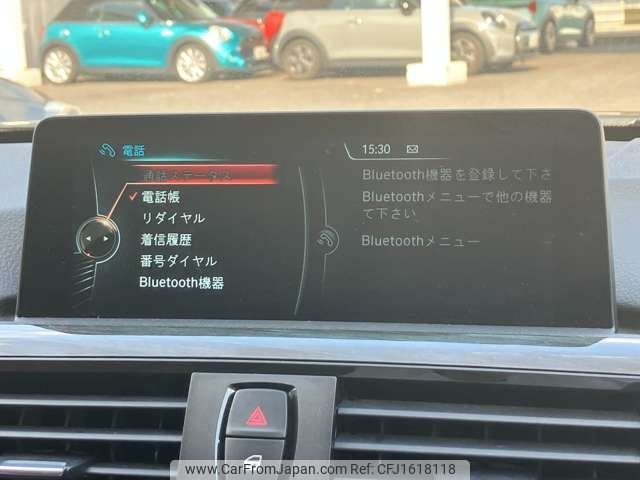 電話
15:30
通話ステータス
電話帳
リダイヤル
着信履歴
番号ダイヤル
Bluetooth機器
Bluetooth機器を登録して下さ
Bluetoothメニューで他の機器
て下さい
Bluetoothメニュー
www.CarFromJapan.com - CFJ1618118